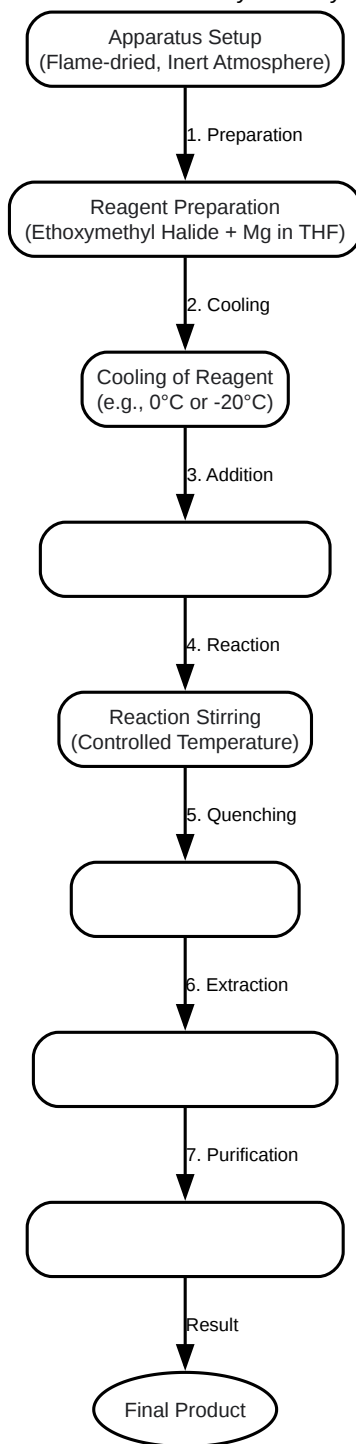 Apparatus Setup
(Flame-dried, Inert Atmosphere)
1. Preparation
Reagent Preparation
(Ethoxymethyl Halide + Mg in THF)
2. Cooling
Cooling of Reagent
(e.g., 0°C or -20°C)
3. Addition
4. Reaction
Reaction Stirring
(Controlled Temperature)
5. Quenching
6. Extraction
7. Purification
Result
Final Product